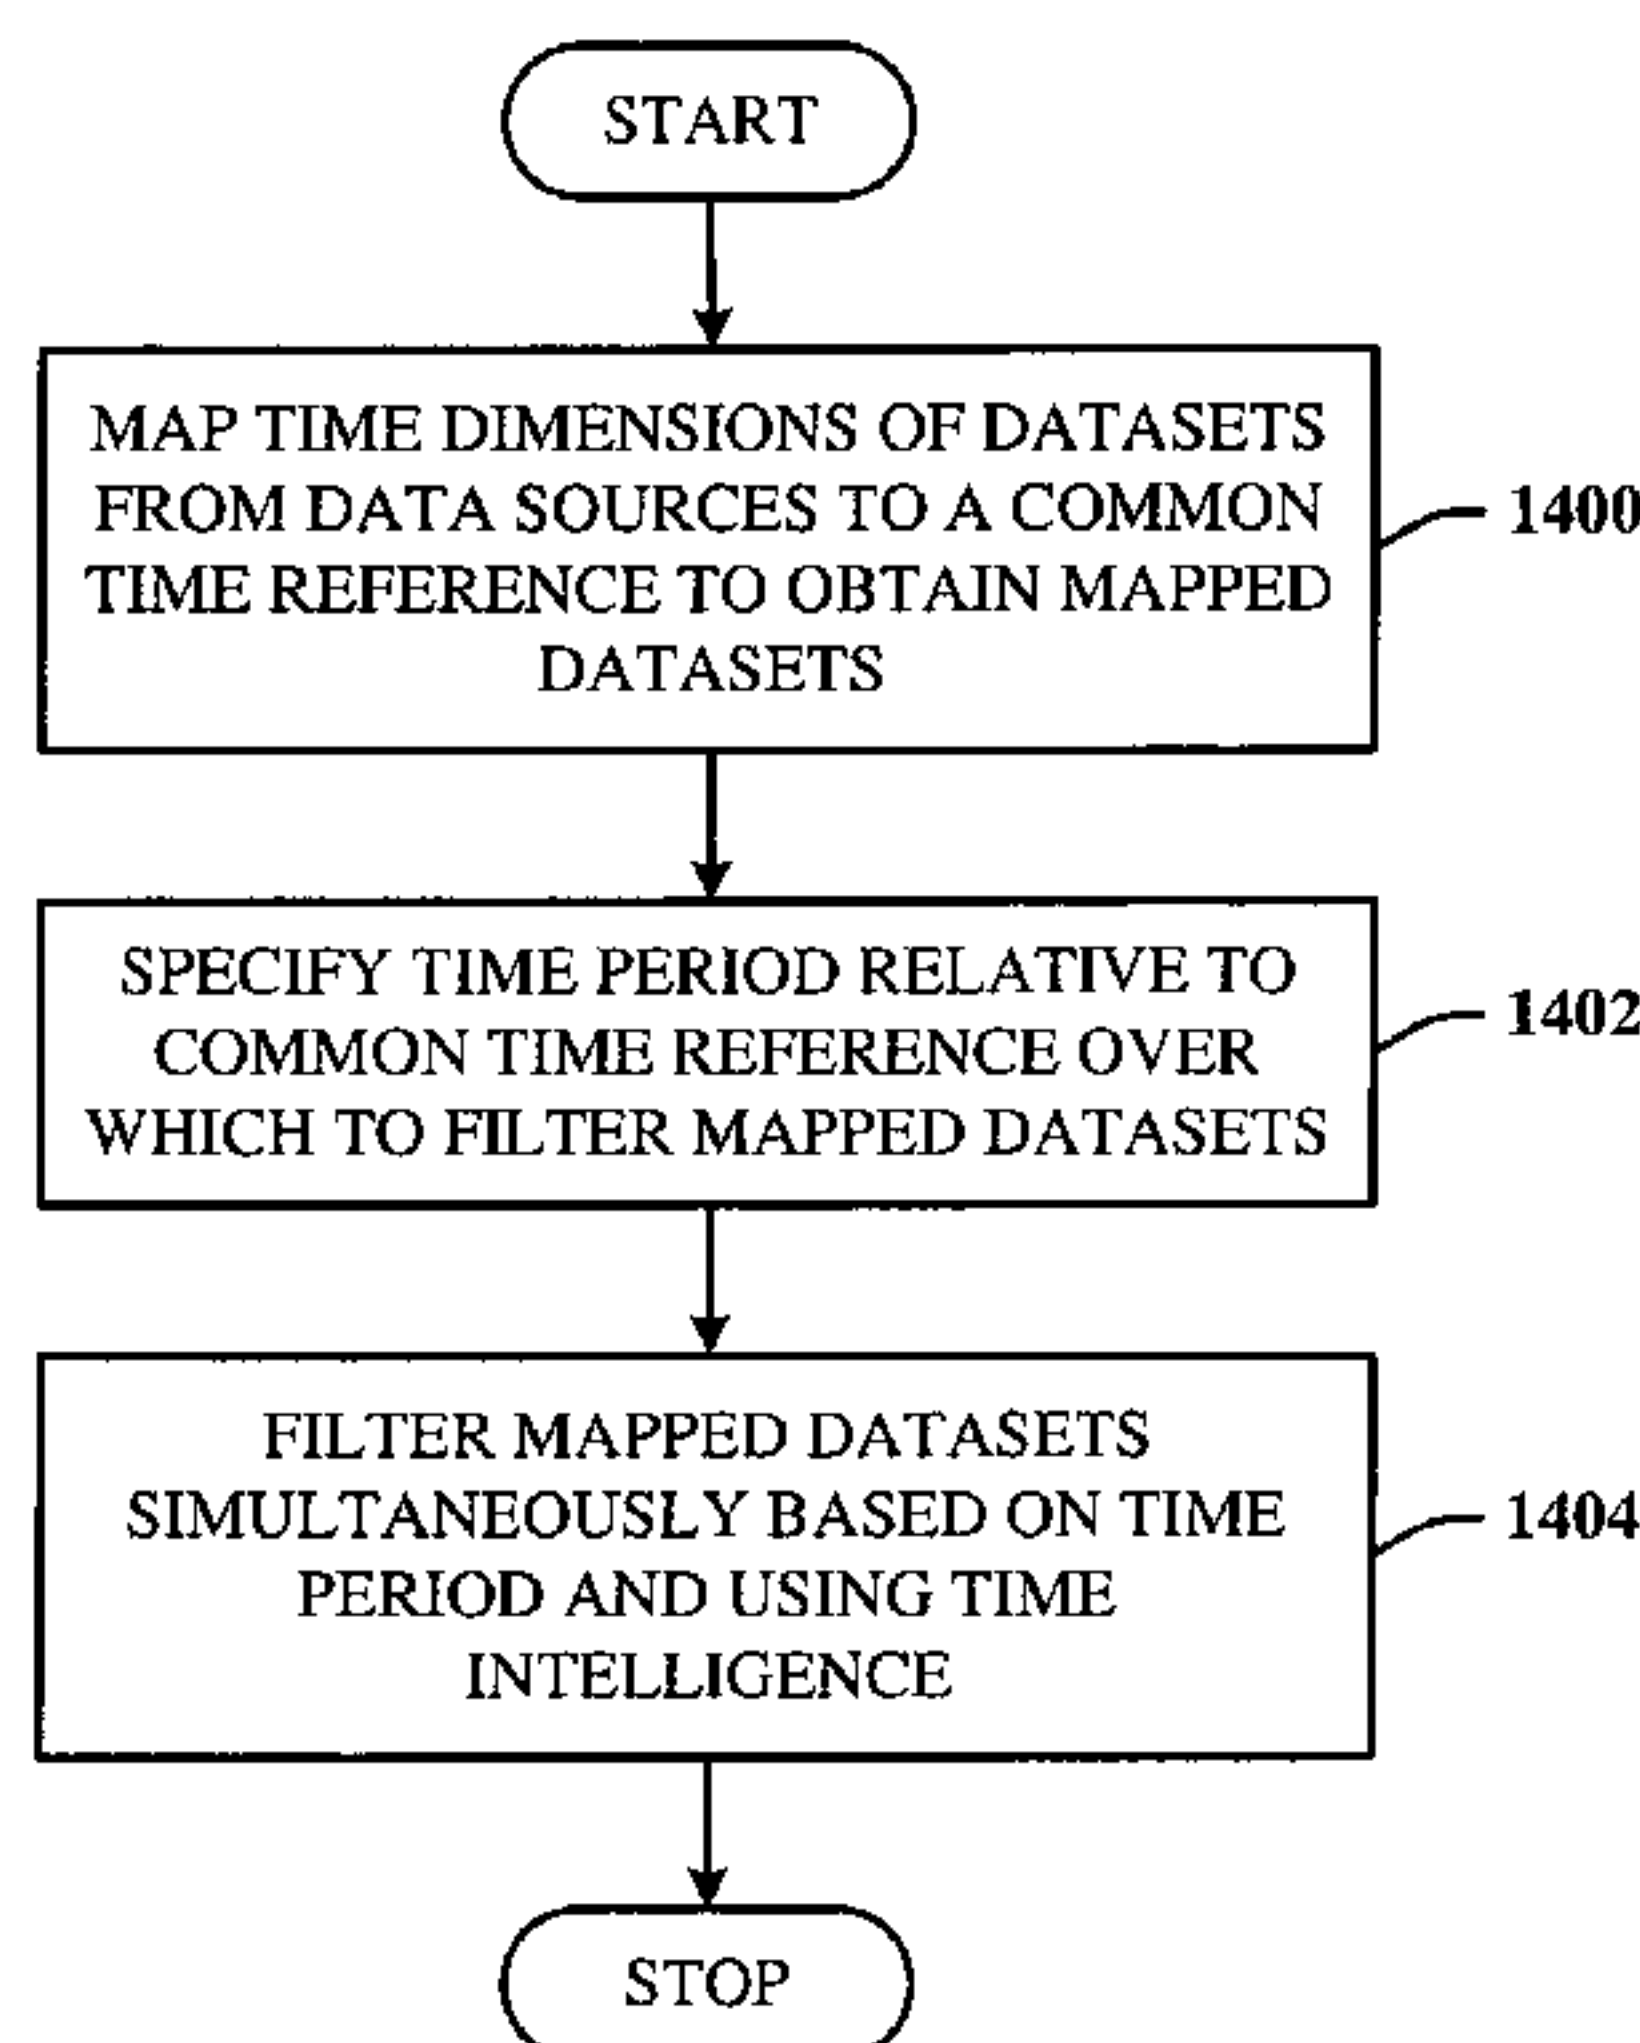 START
MAP TIME DIMENSIONS OF DATASETS
FROM DATA SOURCES TO A COMMON
TIME REFERENCE TO OBTAIN MAPPED
DATASETS
1400
SPECIFY TIME PERIOD RELATIVE TO
COMMON TIME REFERENCE OVER
WHICH TO FILTER MAPPED DATASETS
1402
FILTER MAPPED DATASETS
SIMULTANEOUSLY BASED ON TIME
PERIOD AND USING TIME
INTELLIGENCE
1404
STOP